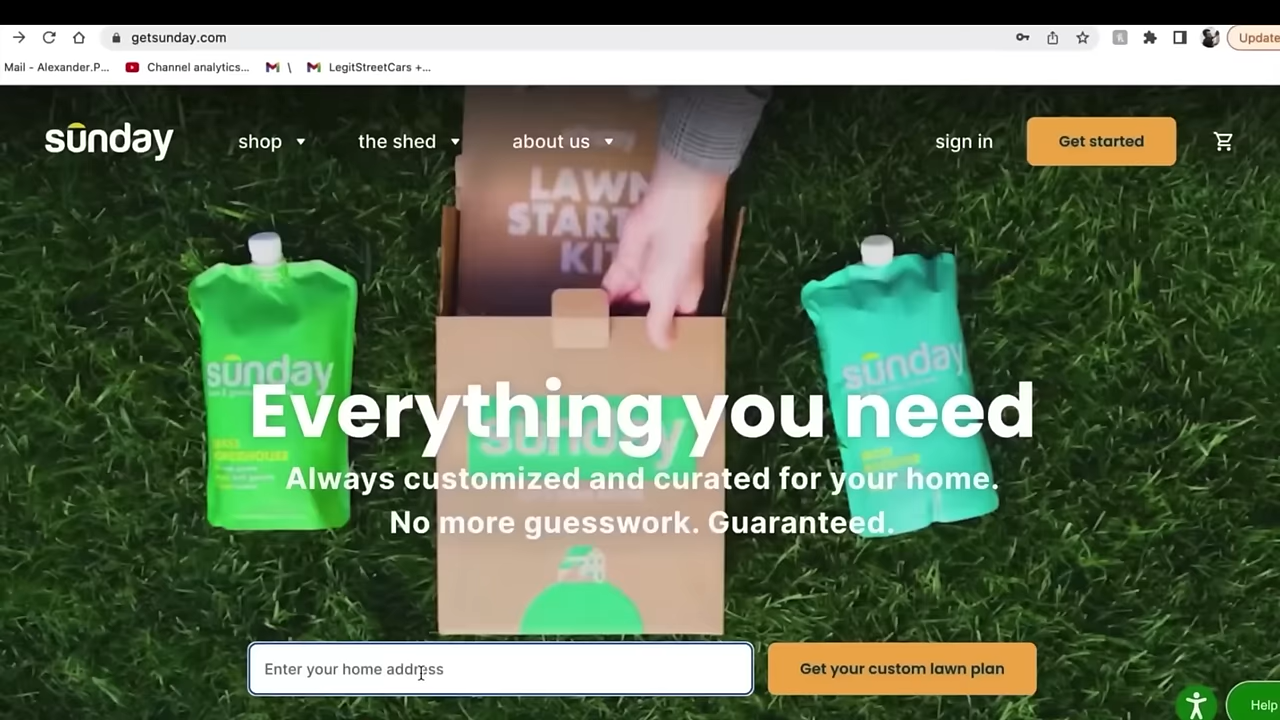 getsunday.com
Update
Mail - Alexander.P...
Channel analytics...
\
LegitStreetCars +...
sunday
shop
the shed
about us
sign in
Get started
LAWN
START
KIT
sunday
sunday
Everything you need
sunday
Always customized and curated for your home.
No more guesswork. Guaranteed.
Enter your home address
Get your custom lawn plan
Help